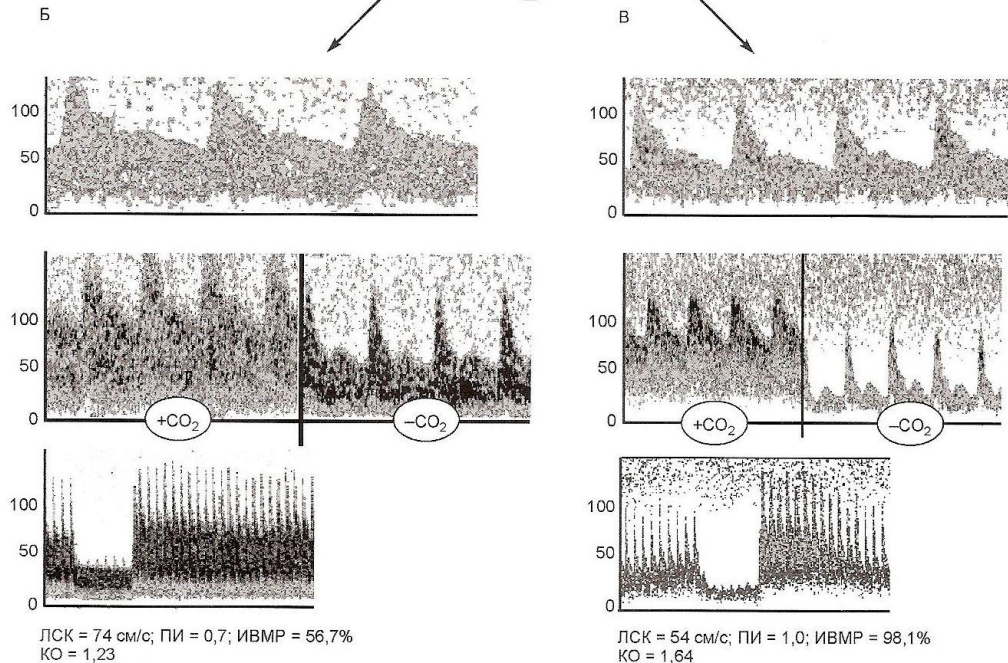 Б
В
100
50
0
100
50
0
100
50
0
+CO₂
−CO₂
100
50
0
+CO₂
−CO₂
100
50
0
100
50
0
ЛСК = 74 см/с; ПИ = 0,7; ИВМР = 56,7%
КО = 1,23
ЛСК = 54 см/с; ПИ = 1,0; ИВМР = 98,1%
КО = 1,64